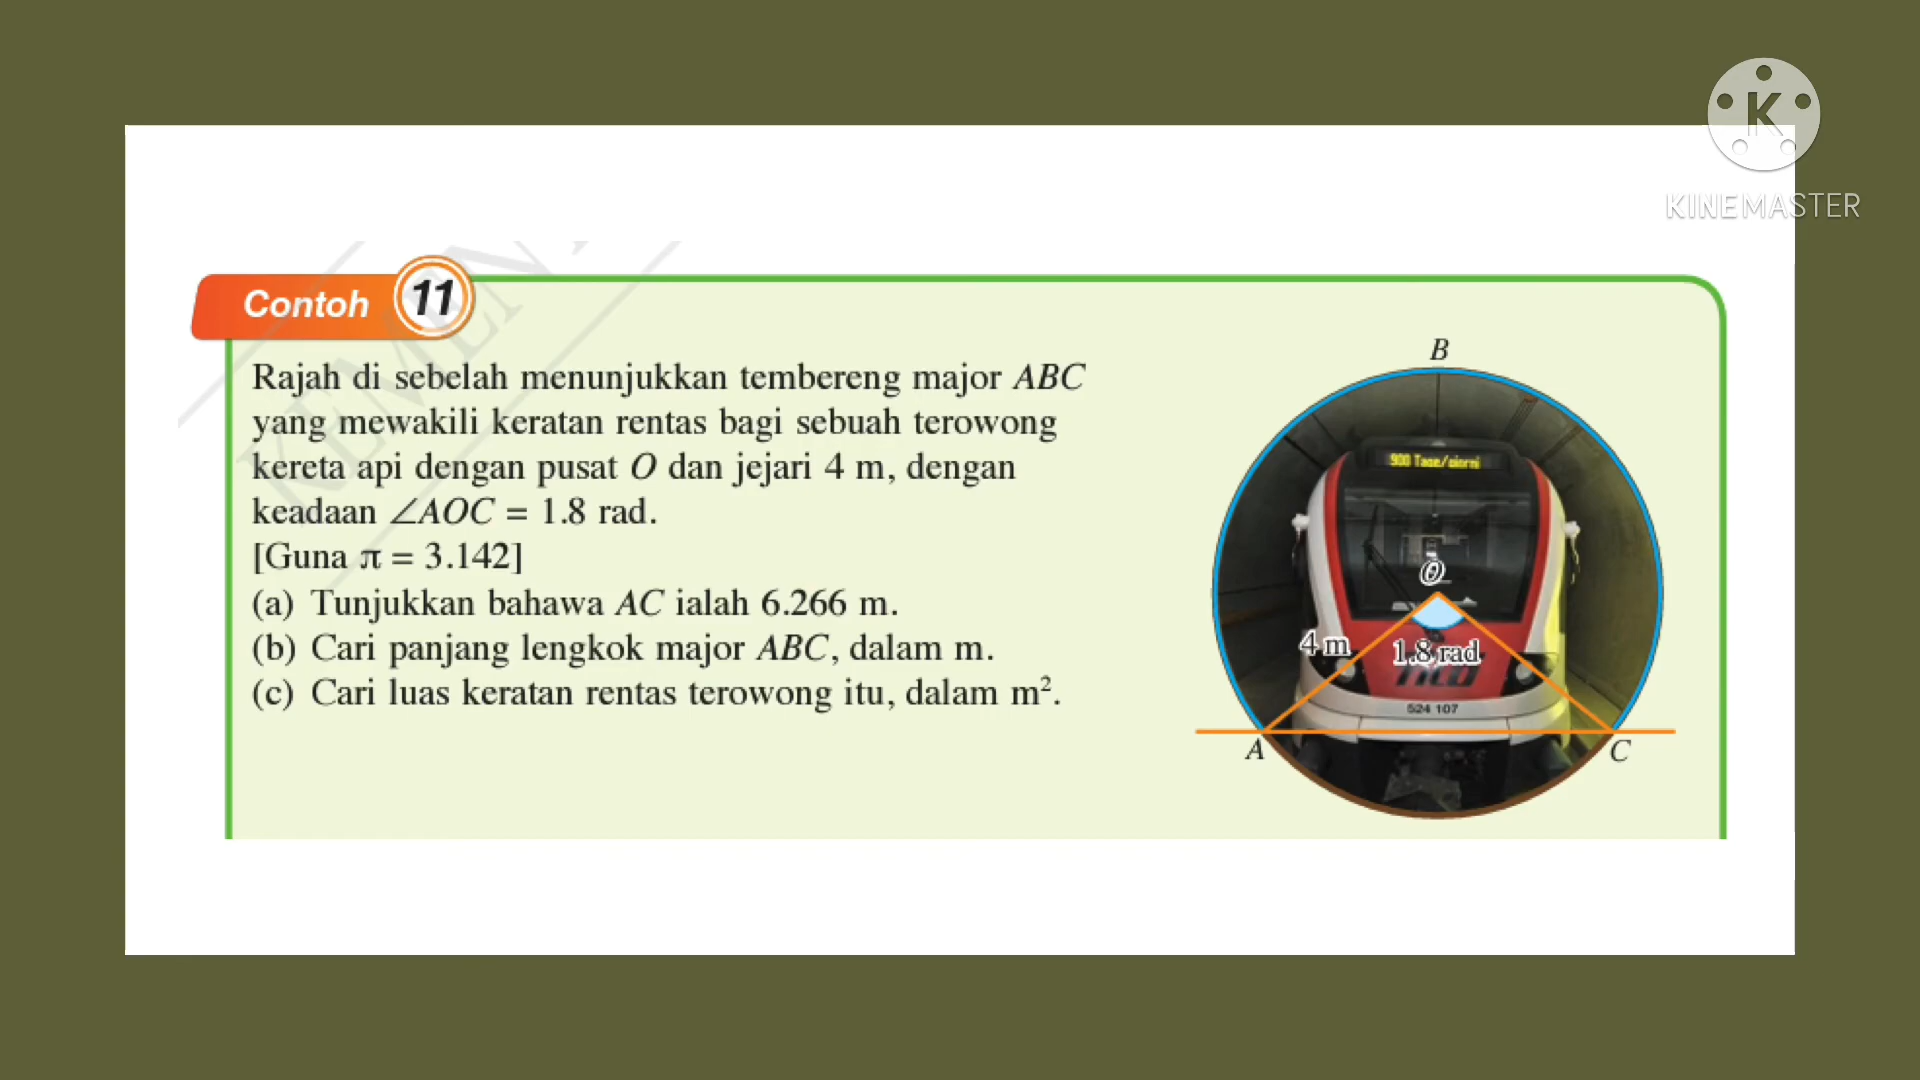 K
KINEMASTER
KEMEN
Contoh 11
Rajah di sebelah menunjukkan tembereng major ABC
yang mewakili keratan rentas bagi sebuah terowong
kereta api dengan pusat O dan jejari 4 m, dengan
keadaan ∠AOC = 1.8 rad.
[Guna π = 3.142]
(a) Tunjukkan bahawa AC ialah 6.266 m.
(b) Cari panjang lengkok major ABC, dalam m.
(c) Cari luas keratan rentas terowong itu, dalam m².
B
O
4 m
1.8 rad
524 107
A
C